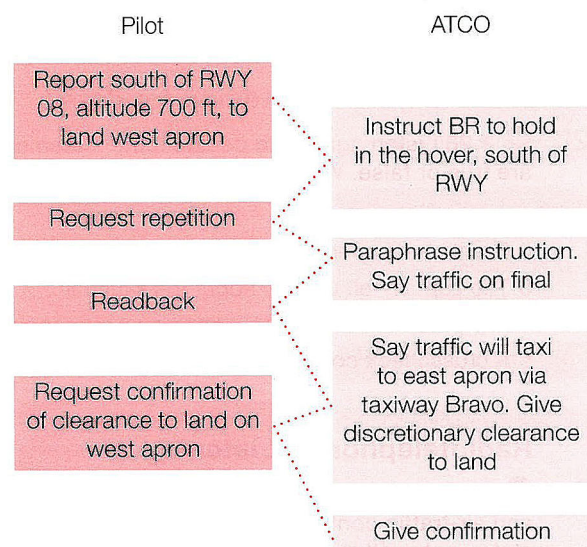 Pilot
ATCO
Report south of RWY
08, altitude 700 ft, to
land west apron
Instruct BR to hold
in the hover, south of
RWY
Request repetition
Paraphrase instruction.
Say traffic on final
Readback
Say traffic will taxi
to east apron via
taxiway Bravo. Give
discretionary clearance
to land
Request confirmation
of clearance to land on
west apron
Give confirmation